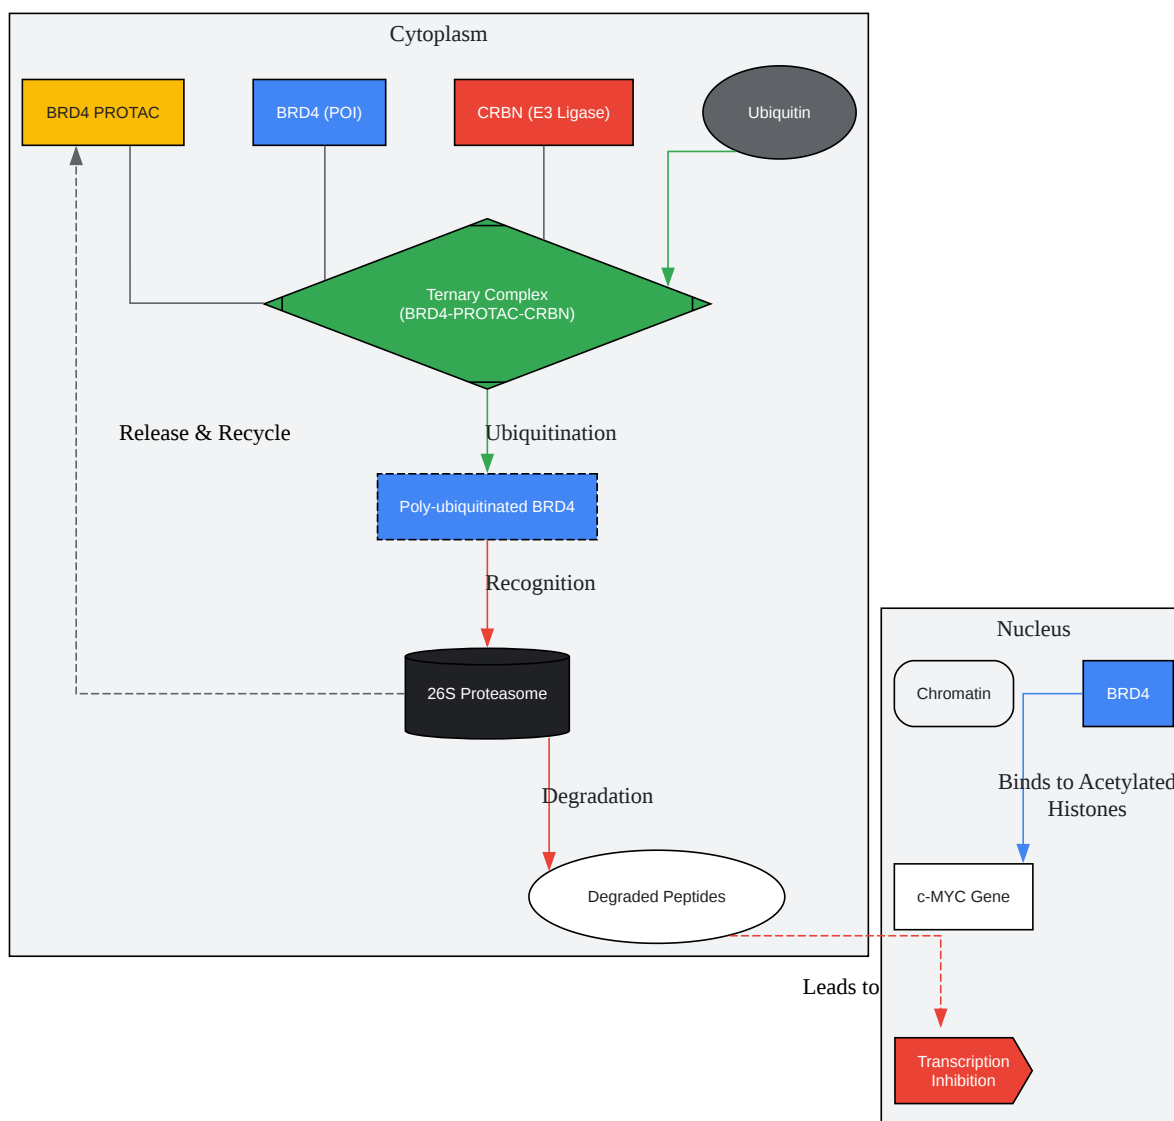 Cytoplasm
BRD4 PROTAC
BRD4 (POI)
CRBN (E3 Ligase)
Ubiquitin
Ternary Complex
(BRD4-PROTAC-CRBN)
Release & Recycle
Ubiquitination
Poly-ubiquitinated BRD4
Recognition
26S Proteasome
Degradation
Degraded Peptides
Nucleus
Chromatin
BRD4
Binds to Acetylated
Histones
c-MYC Gene
Leads to
Transcription
Inhibition